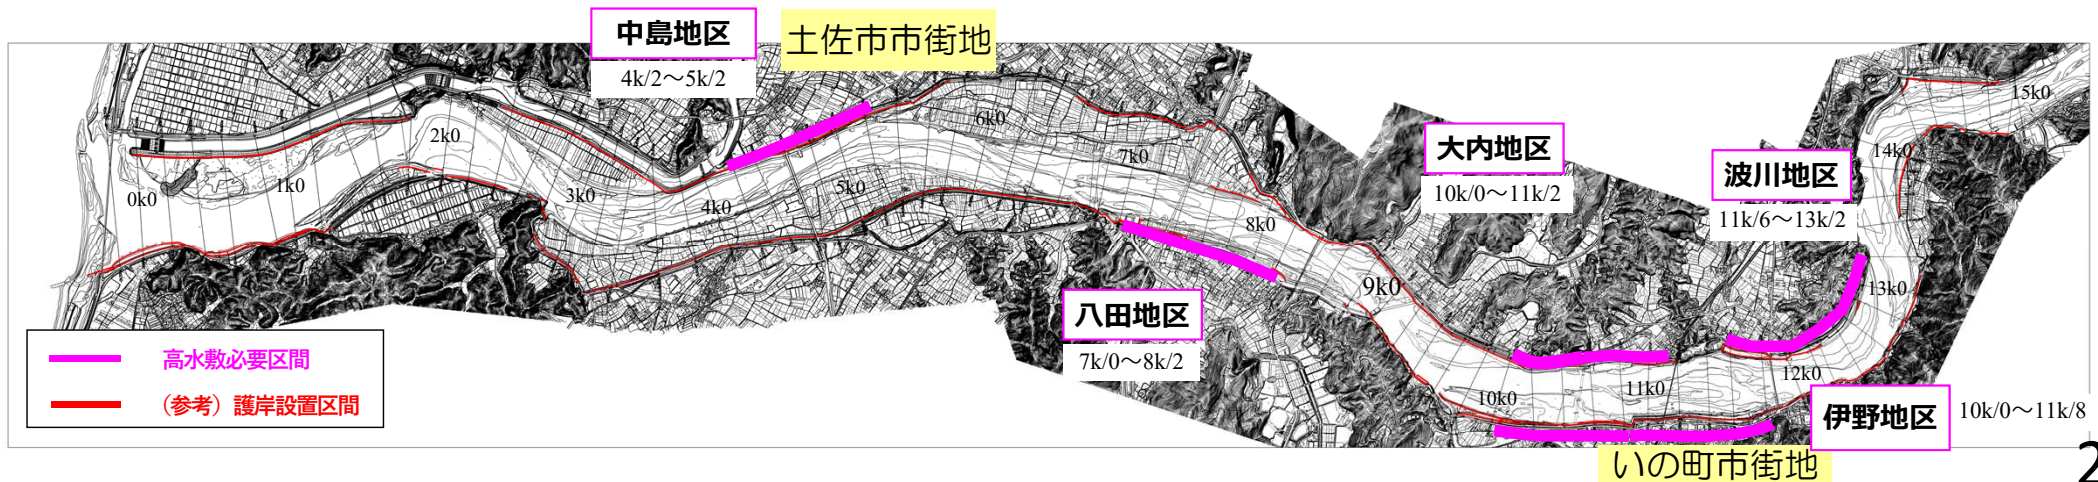 中島地区
4k/2～5k/2
土佐市市街地
大内地区
10k/0～11k/2
波川地区
11k/6～13k/2
八田地区
7k/0～8k/2
伊野地区
10k/0～11k/8
いの町市街地
0k0
1k0
2k0
3k0
4k0
5k0
6k0
7k0
8k0
9k0
10k0
11k0
12k0
13k0
14k0
15k0
高水敷必要区間
（参考）護岸設置区間
2